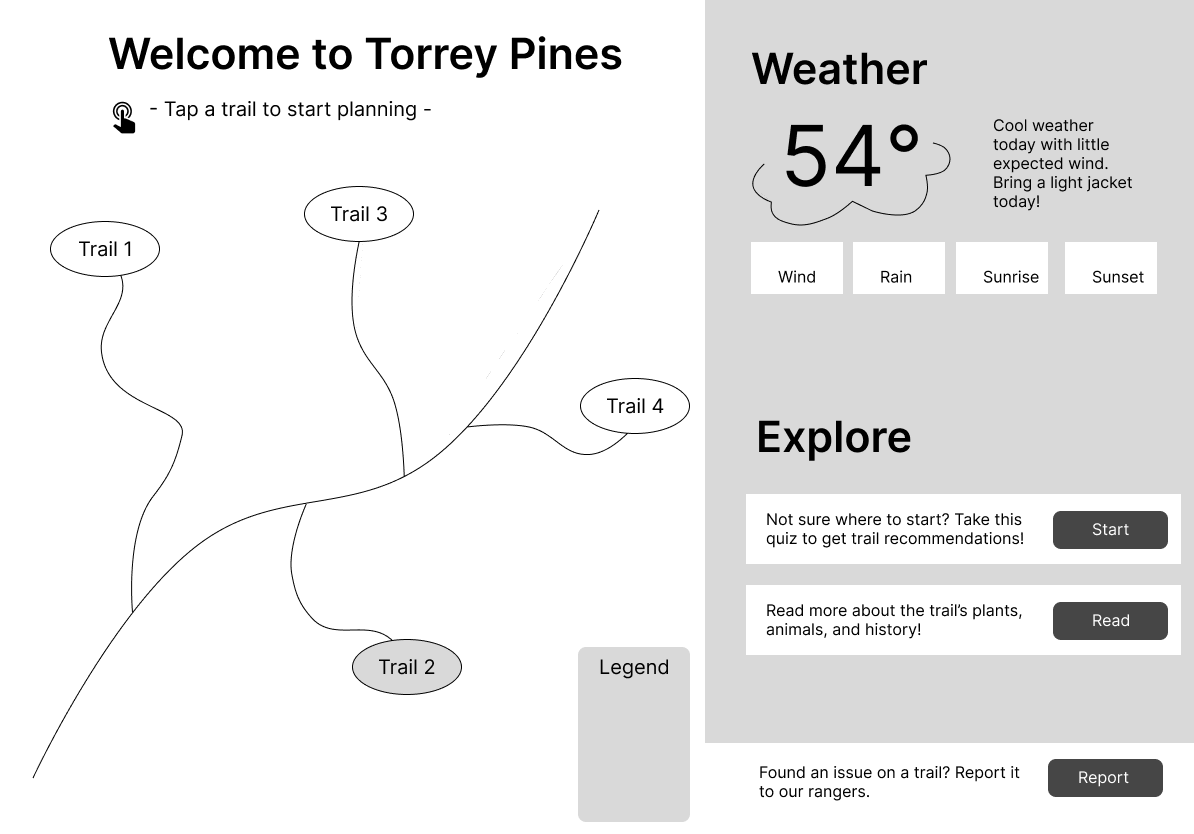 Welcome to Torrey Pines
- Tap a trail to start planning -
Trail 1
Trail 3
Trail 4
Trail 2
Legend
Weather
54°
Cool weather
today with little
expected wind.
Bring a light jacket
today!
Wind
Rain
Sunrise
Sunset
Explore
Not sure where to start? Take this
quiz to get trail recommendations!
Start
Read more about the trail’s plants,
animals, and history!
Read
Found an issue on a trail? Report it
to our rangers.
Report